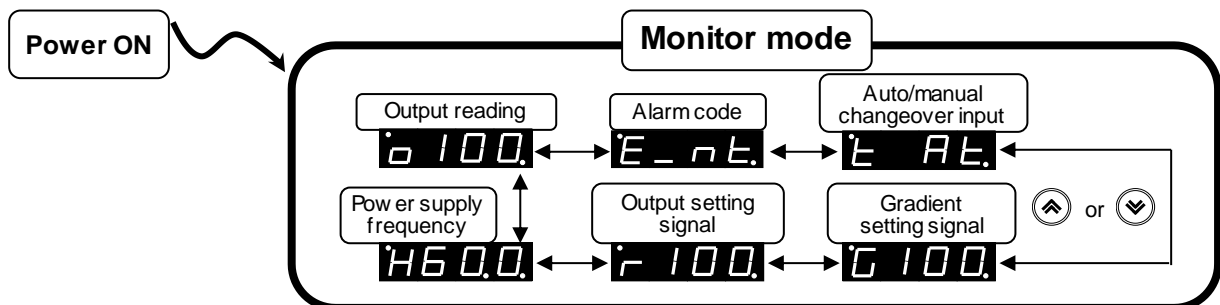 Power ON
Monitor mode
Output reading
Alarm code
Auto/manual
changeover input
o 100.
E_nt.
t At.
Power supply
frequency
Output setting
signal
Gradient
setting signal
or
H60.0.
r 100.
G 100.